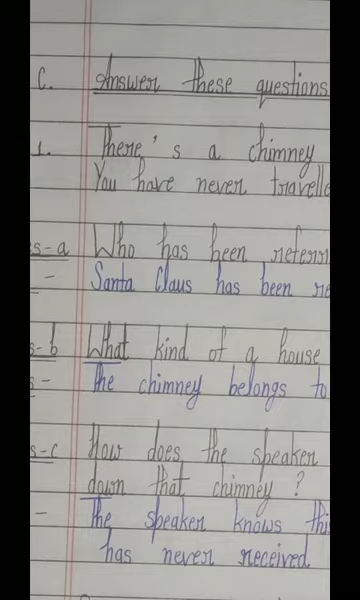 C. Answer these questions
1. There's a chimney
You have never travelle
s-a Who has been referr
- Santa Claus has been re
s-b What kind of a house
s- The chimney belongs to
s-c How does the speaker
down that chimney ?
- The speaker knows thi
has never received